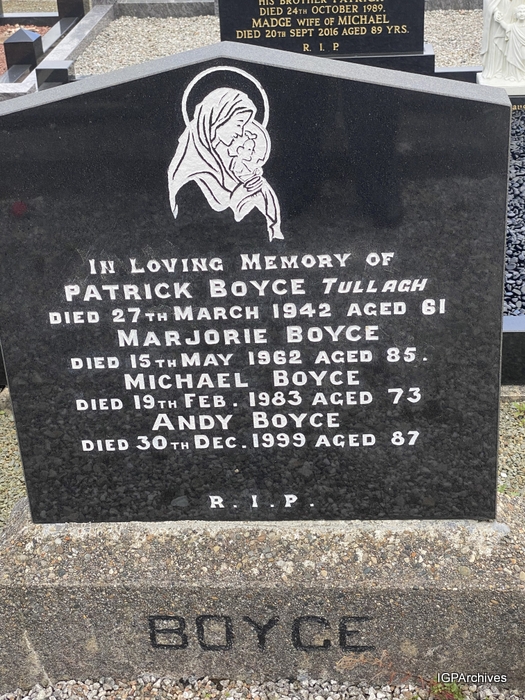 HIS BROTHER PATRICK
DIED 24TH OCTOBER 1989.
MADGE WIFE OF MICHAEL
DIED 20TH SEPT 2016 AGED 89 YRS.
R. I. P.
IN LOVING MEMORY OF
PATRICK BOYCE TULLAGH
DIED 27TH MARCH 1942 AGED 61
MARJORIE BOYCE
DIED 15TH MAY 1962 AGED 85.
MICHAEL BOYCE
DIED 19TH FEB. 1983 AGED 73
ANDY BOYCE
DIED 30TH DEC. 1999 AGED 87
R. I. P.
BOYCE
IGPArchives